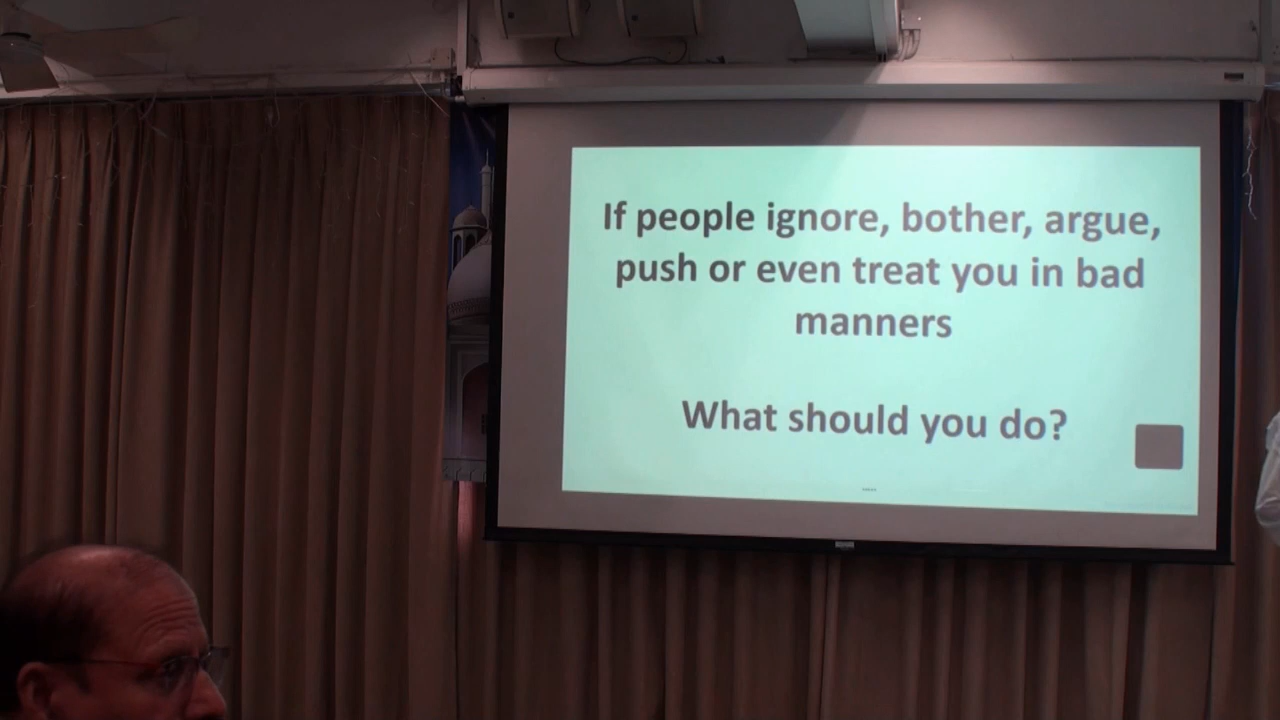 If people ignore, bother, argue,
push or even treat you in bad
manners
What should you do?